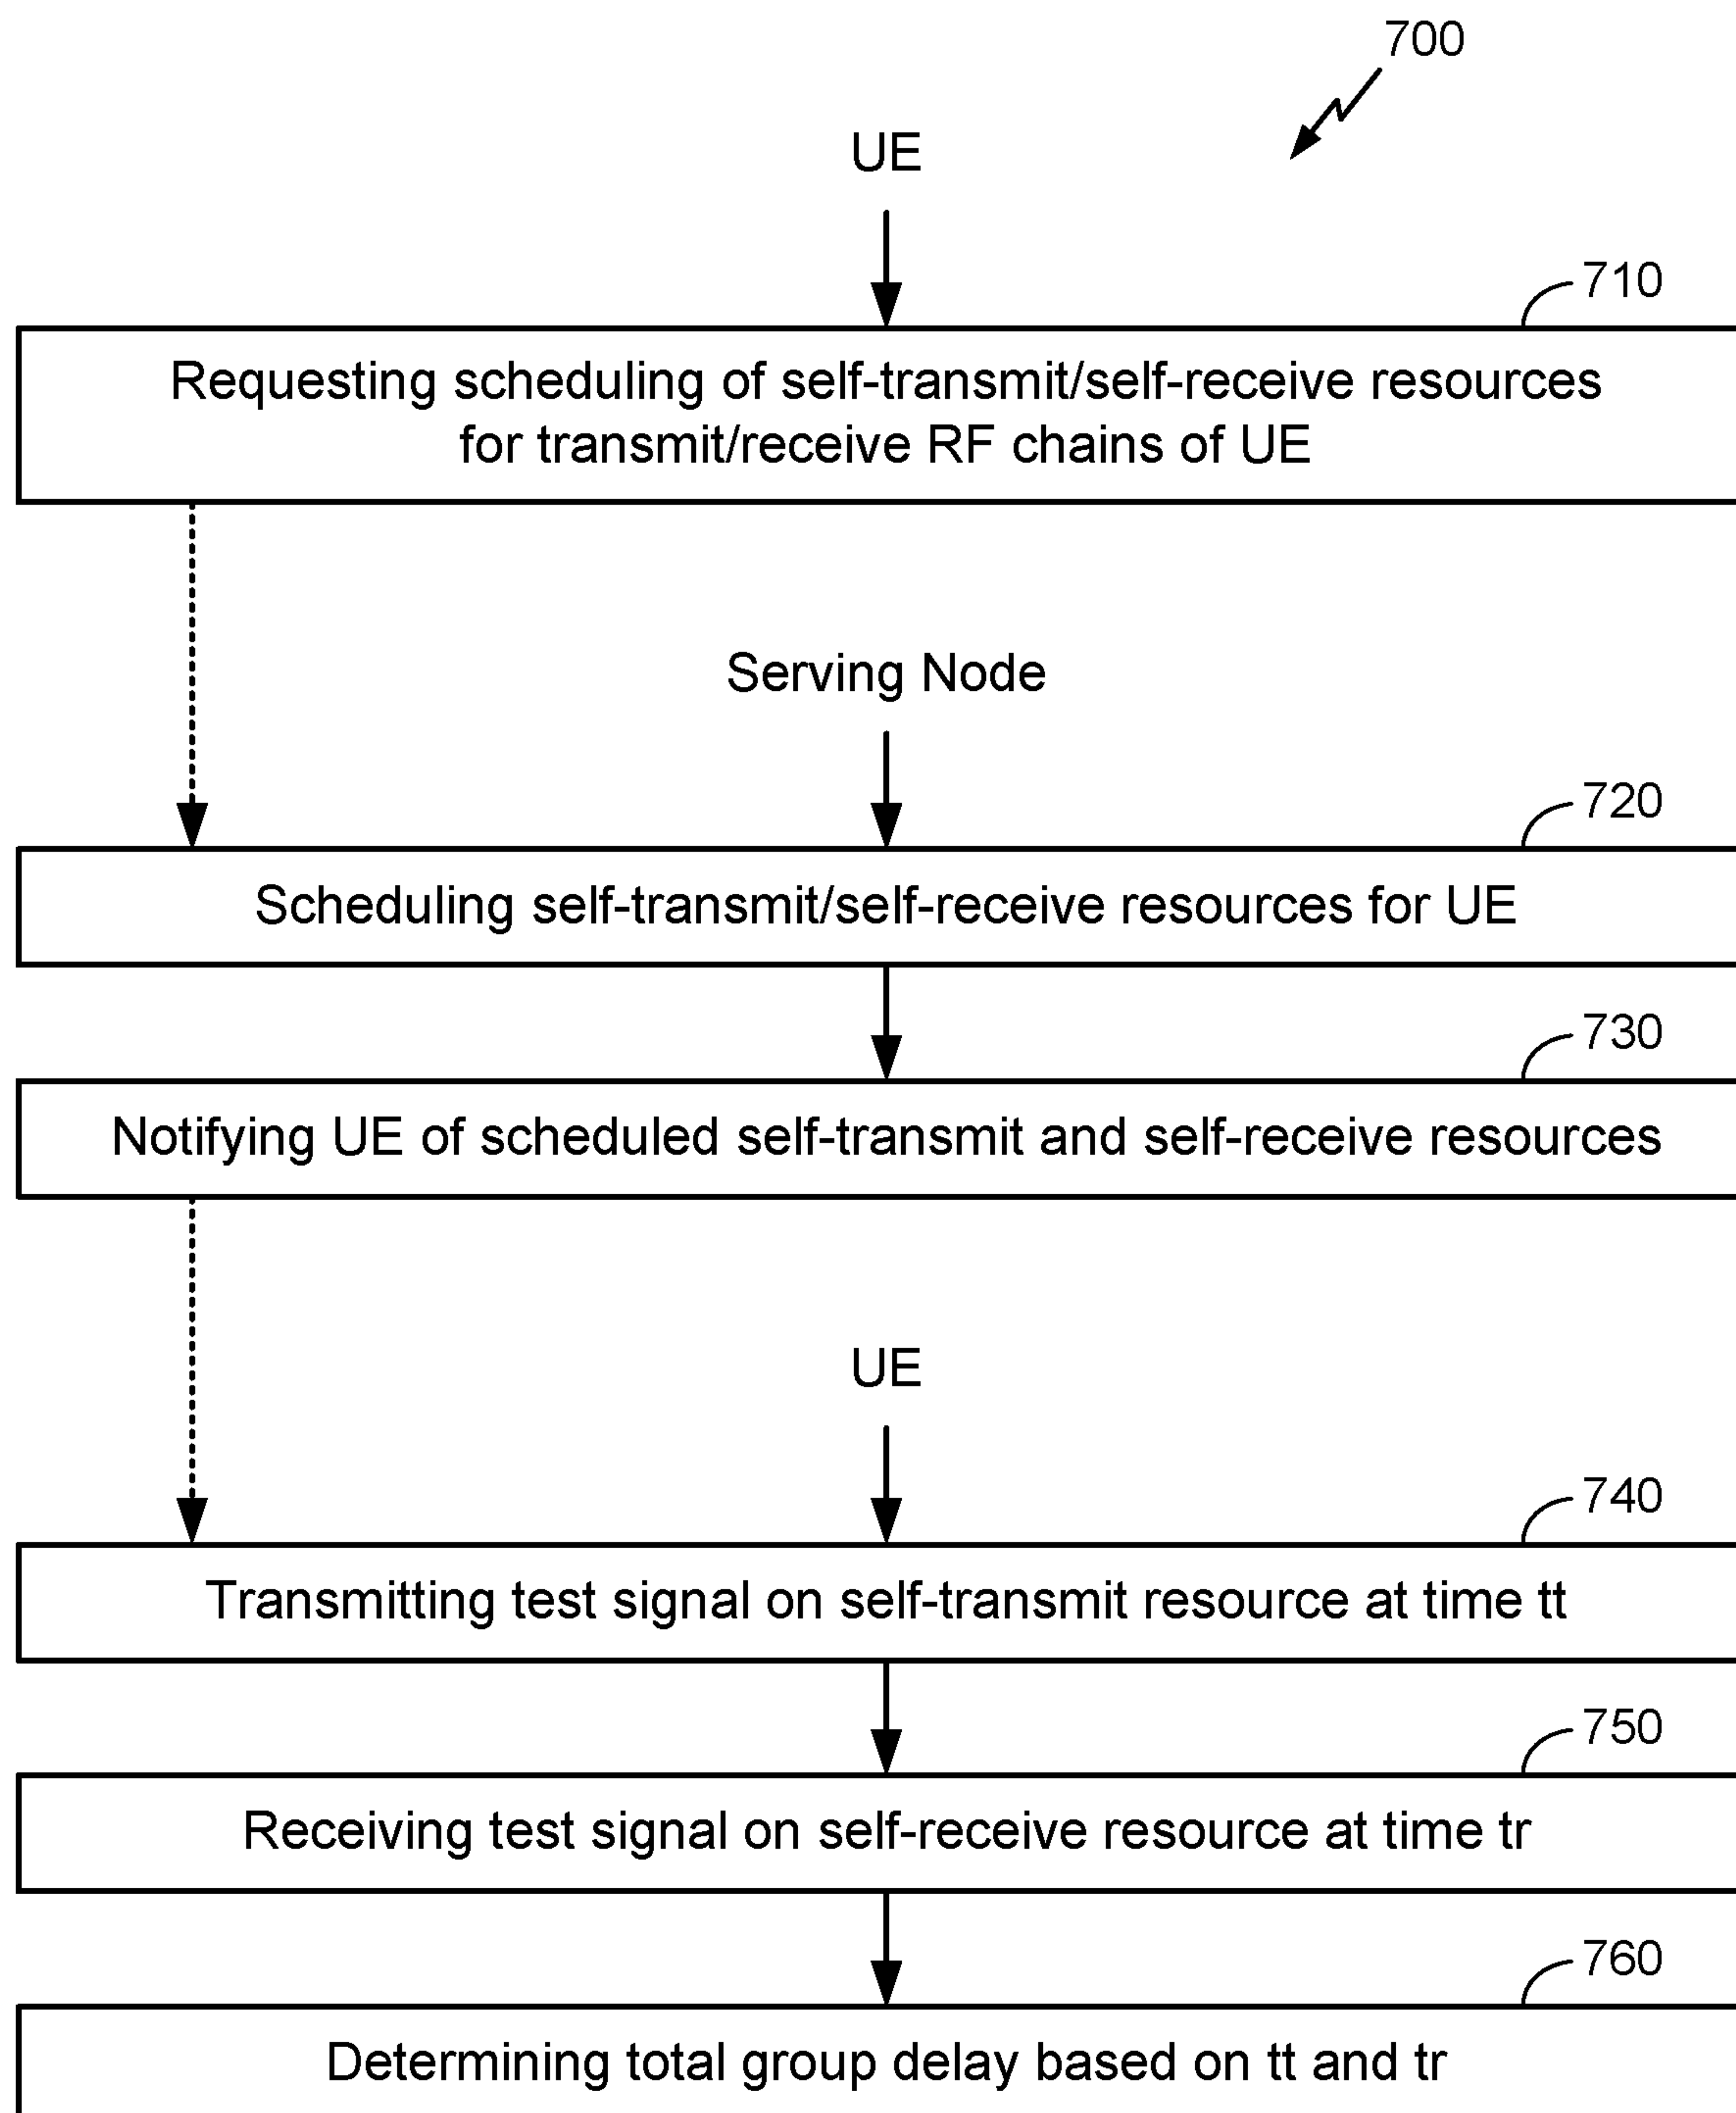 700
UE
710
Requesting scheduling of self-transmit/self-receive resources
for transmit/receive RF chains of UE
Serving Node
720
Scheduling self-transmit/self-receive resources for UE
730
Notifying UE of scheduled self-transmit and self-receive resources
UE
740
Transmitting test signal on self-transmit resource at time tt
750
Receiving test signal on self-receive resource at time tr
760
Determining total group delay based on tt and tr